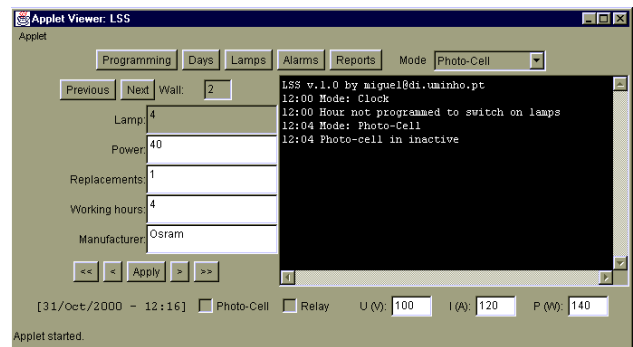 Applet Viewer: LSS
Applet
Programming Days Lamps Alarms Reports Mode Photo-Cell
Previous Next Wall: 2
Lamp: 4
Power: 40
Replacements: 1
Working hours: 4
Manufacturer: Osram
<< < Apply > >>
LSS v.1.0 by miguel@di.uminho.pt
12:00 Mode: Clock
12:00 Hour not programmed to switch on lamps
12:04 Mode: Photo-Cell
12:04 Photo-cell in inactive
[31/Oct/2000 - 12:16] Photo-Cell Relay U (V): 100 I (A): 120 P (W): 140
Applet started.